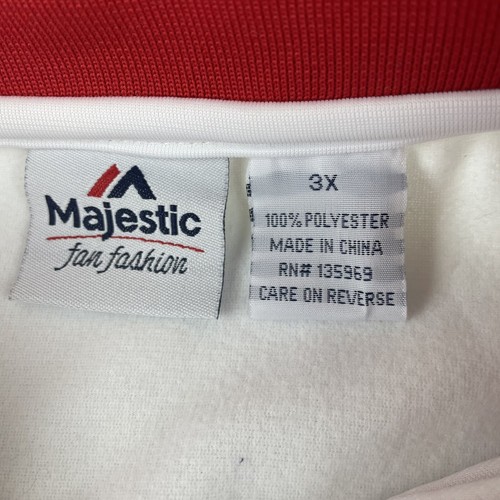 Majestic
fan fashion
3X
100% POLYESTER
MADE IN CHINA
RN# 135969
CARE ON REVERSE